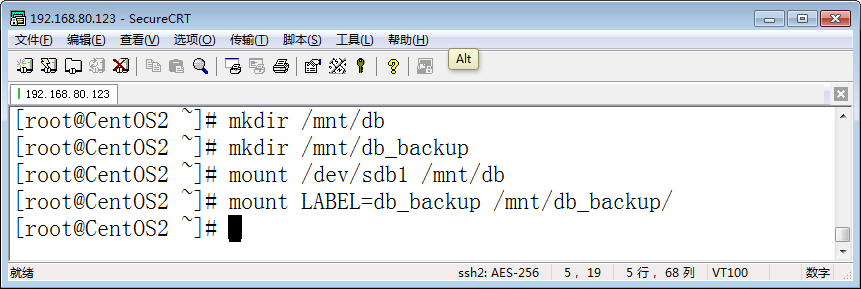 192.168.80.123 - SecureCRT
文件(F) 编辑(E) 查看(V) 选项(O) 传输(T) 脚本(S) 工具(L) 帮助(H)
Alt
192.168.80.123
[root@CentOS2 ~]# mkdir /mnt/db
[root@CentOS2 ~]# mkdir /mnt/db_backup
[root@CentOS2 ~]# mount /dev/sdb1 /mnt/db
[root@CentOS2 ~]# mount LABEL=db_backup /mnt/db_backup/
[root@CentOS2 ~]#
就绪 ssh2: AES-256 5, 19 5 行, 68 列 VT100 数字